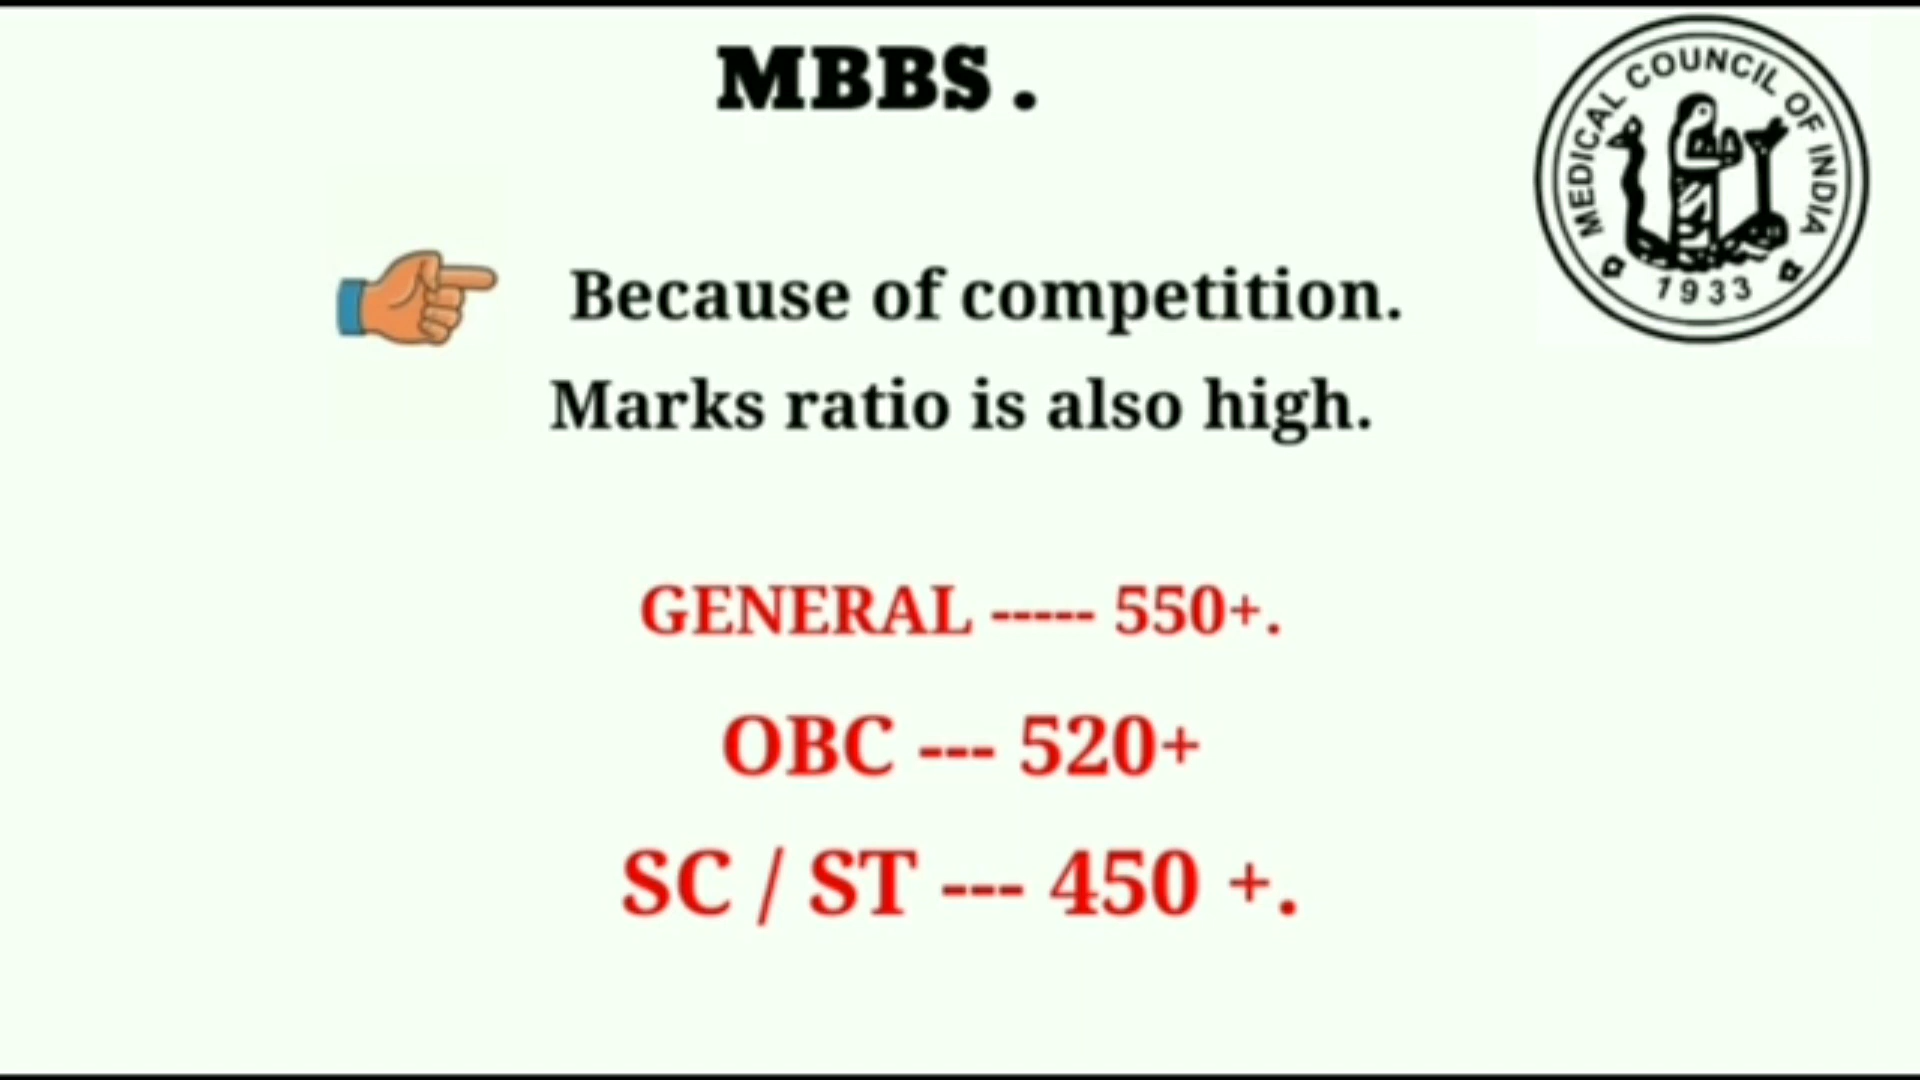 MBBS .
MEDICAL COUNCIL OF INDIA
1933
Because of competition.
Marks ratio is also high.
GENERAL ----- 550+.
OBC --- 520+
SC / ST --- 450 +.